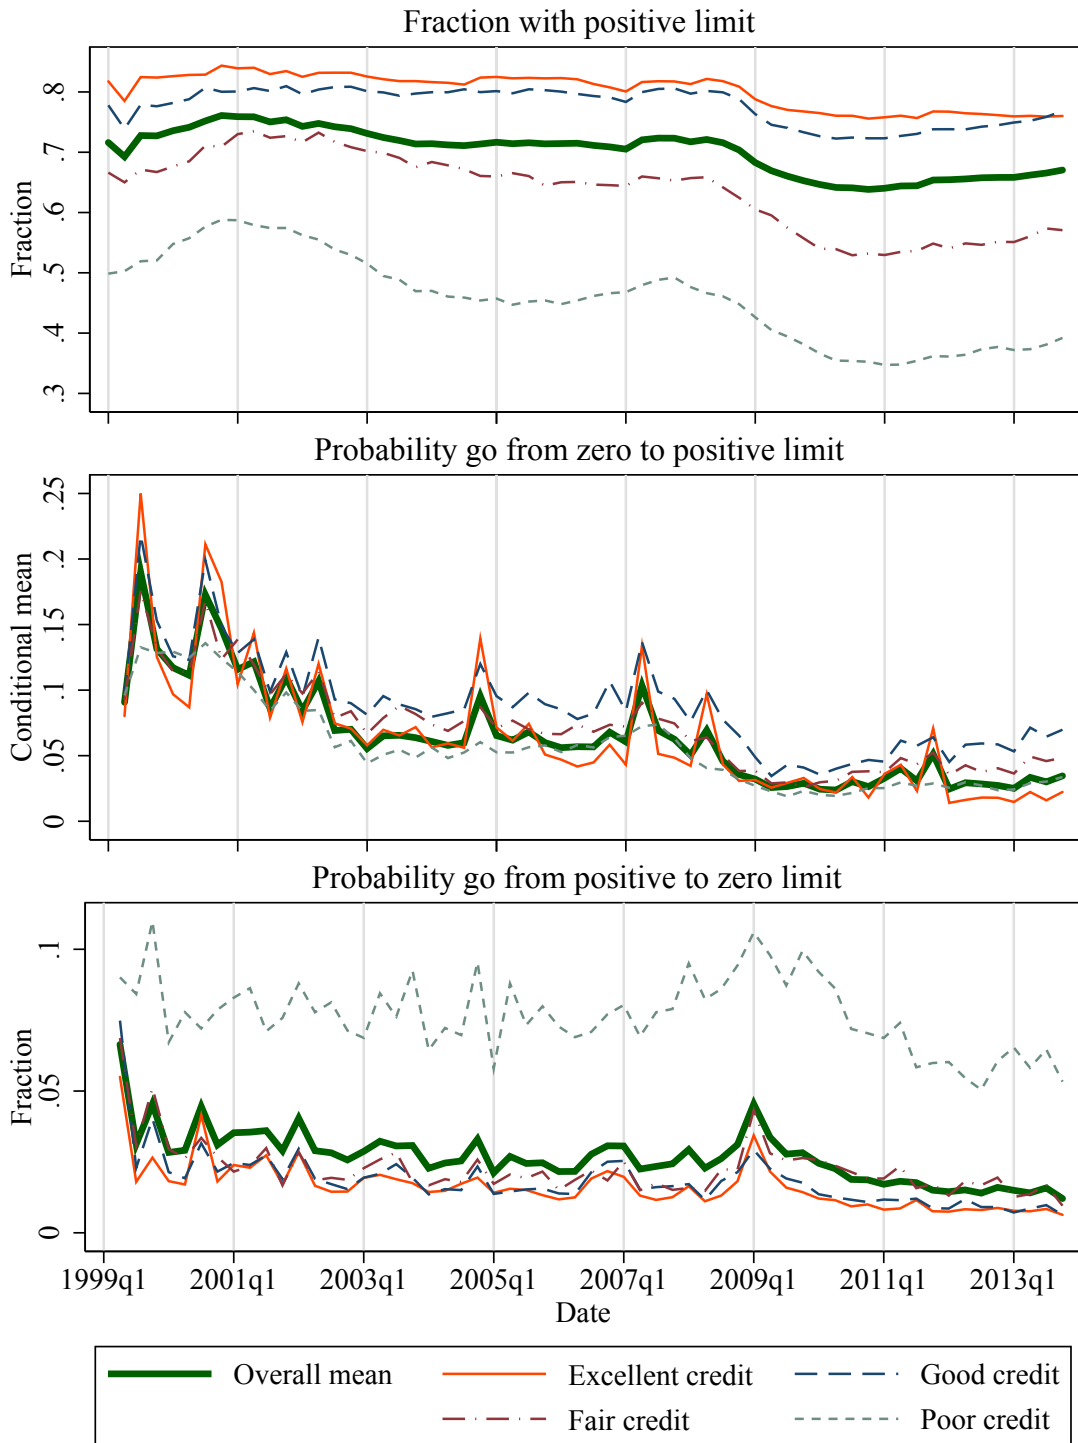 Fraction with positive limit
Fraction
.8
.7
.6
.5
.4
.3
Probability go from zero to positive limit
Conditional mean
.25
.2
.15
.1
.05
0
Probability go from positive to zero limit
Fraction
.1
.05
0
1999q1 2001q1 2003q1 2005q1 2007q1 2009q1 2011q1 2013q1
Date
Overall mean Excellent credit Good credit
Fair credit Poor credit